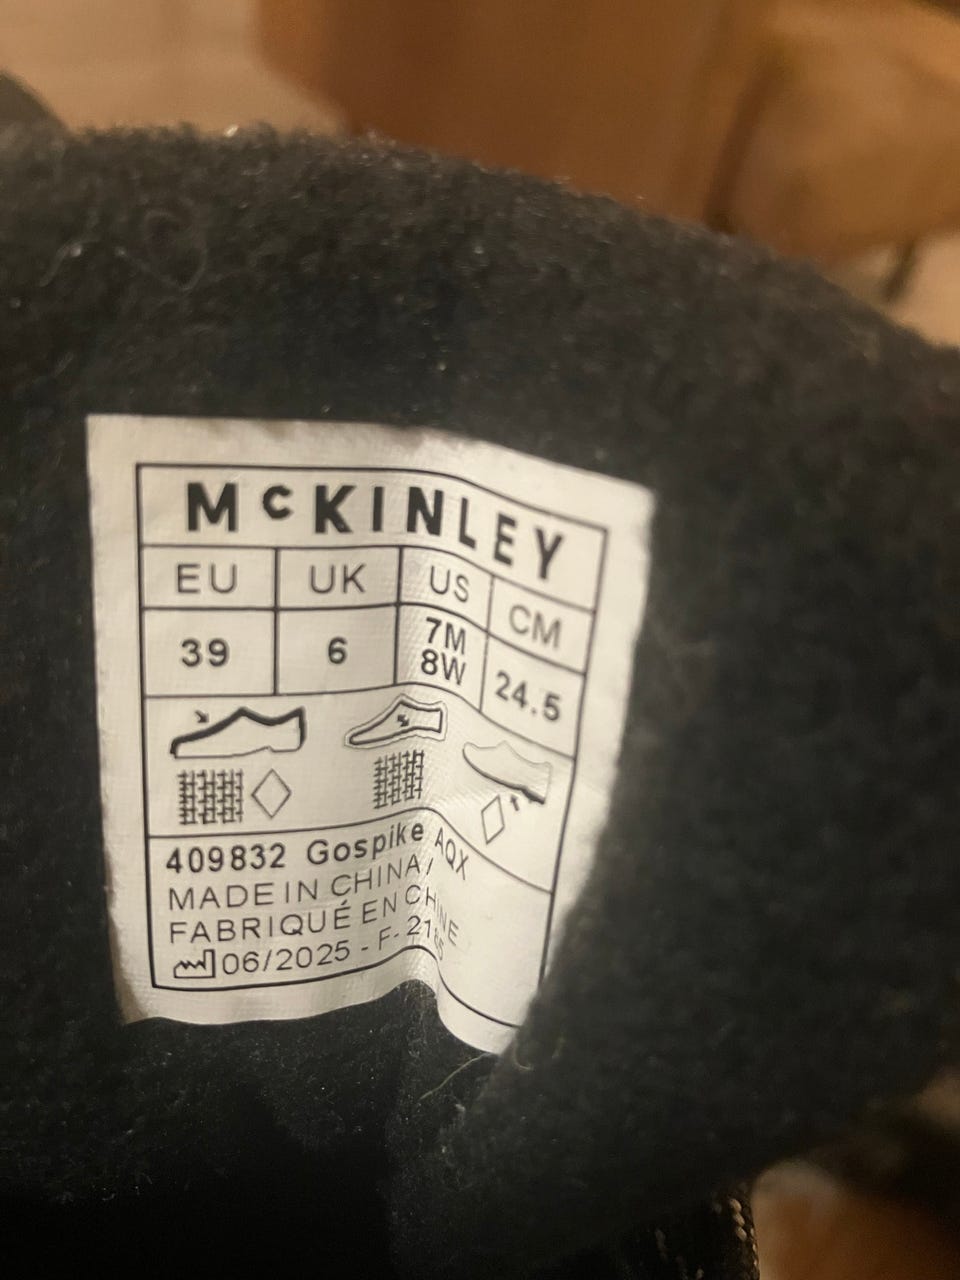 McKINLEY
EU UK US CM
39 6 7M 8W 24.5
409832 Gospike AQX
MADE IN CHINA/
FABRIQUÉ EN CHINE
06/2025 - F-